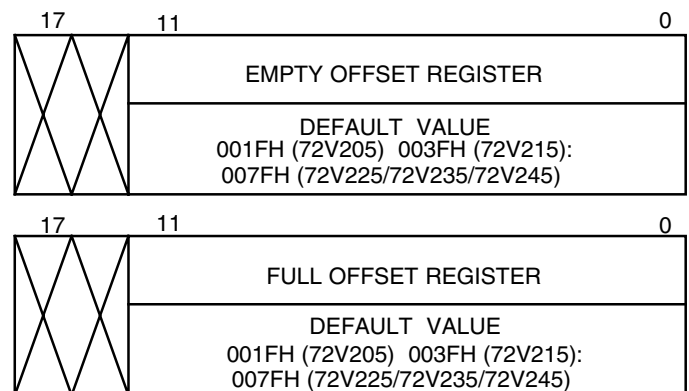 17 11 0
EMPTY OFFSET REGISTER
DEFAULT VALUE
001FH (72V205) 003FH (72V215):
007FH (72V225/72V235/72V245)
17 11 0
FULL OFFSET REGISTER
DEFAULT VALUE
001FH (72V205) 003FH (72V215):
007FH (72V225/72V235/72V245)